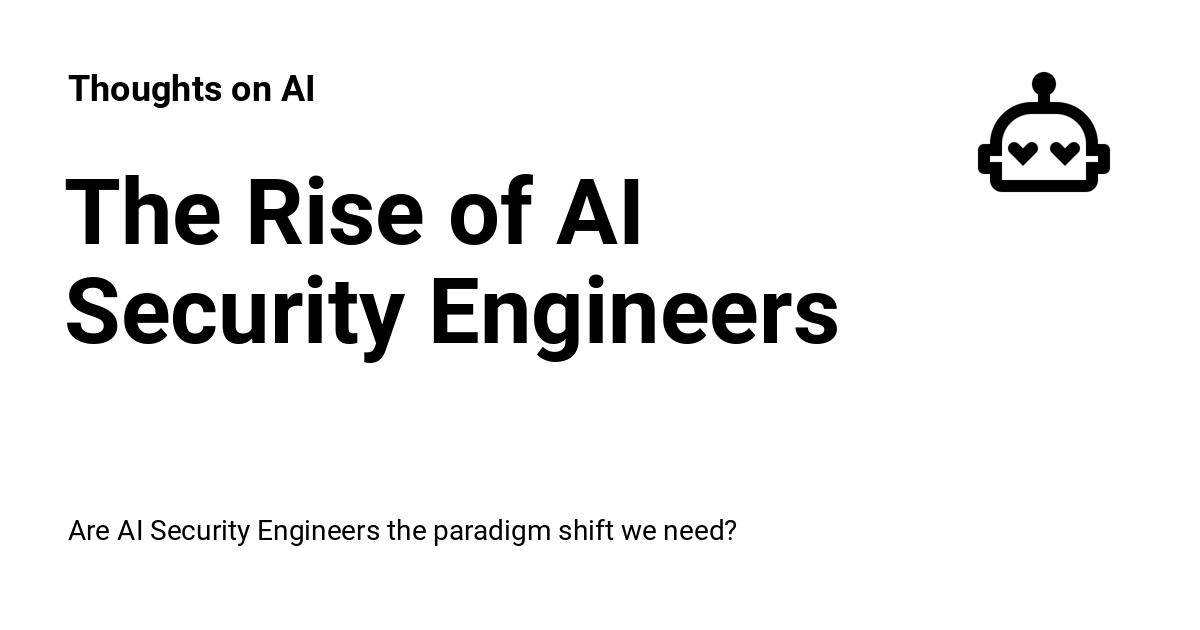 Thoughts on AI
The Rise of AI
Security Engineers
Are AI Security Engineers the paradigm shift we need?